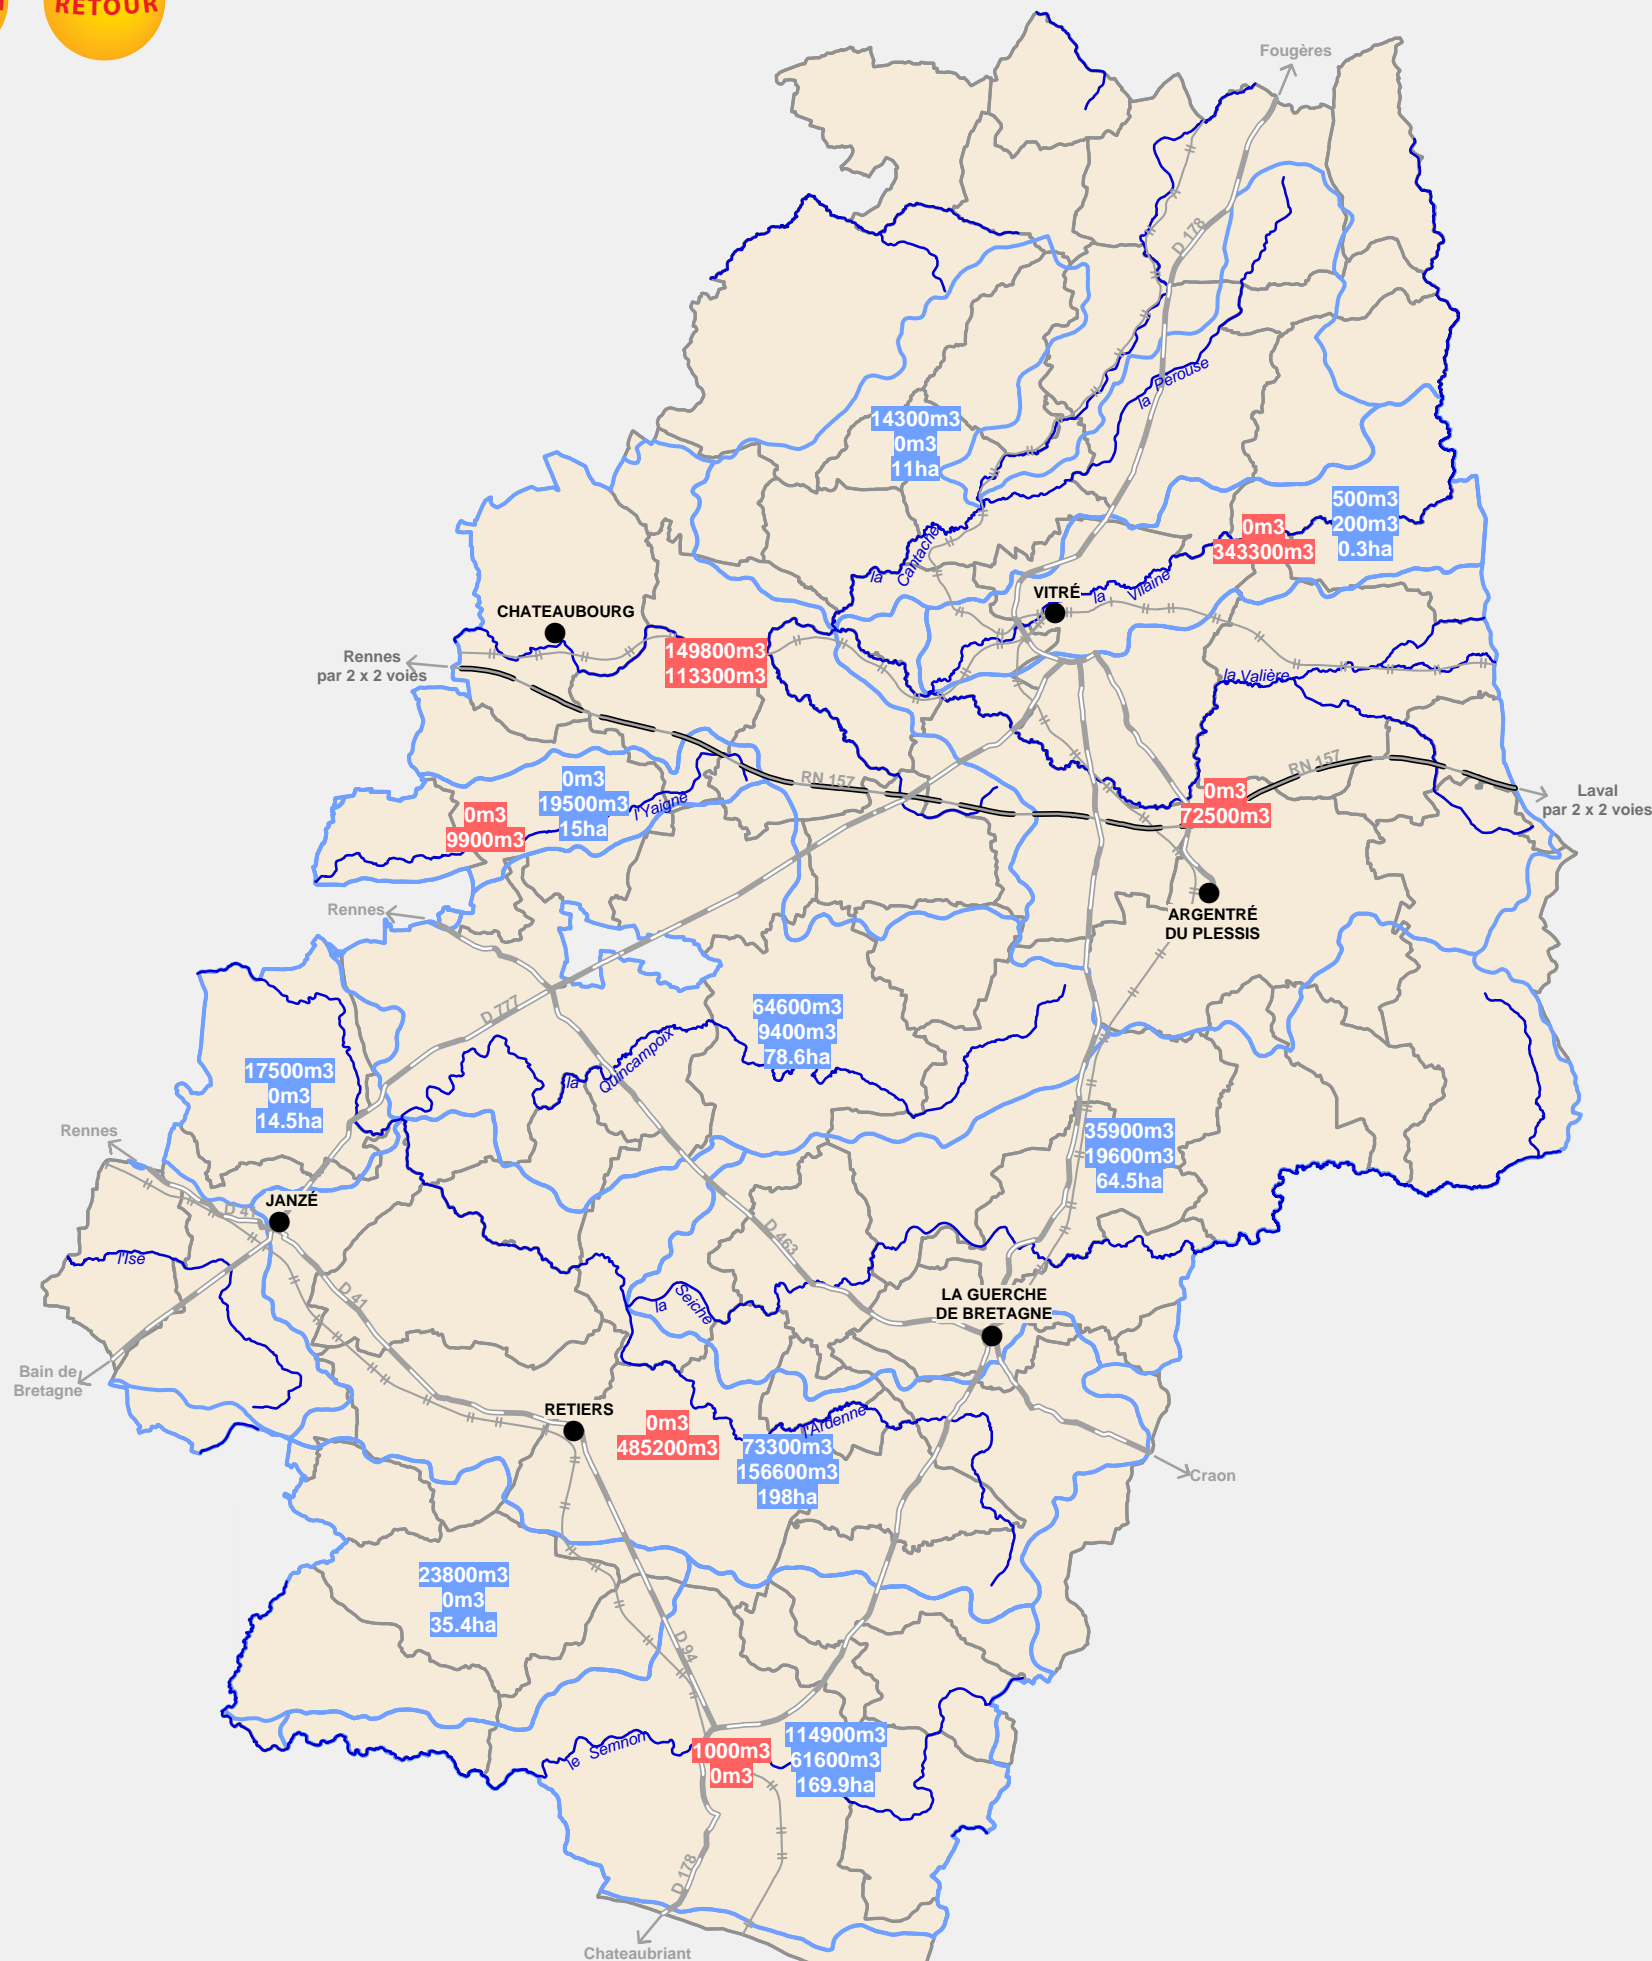 RETOUR
Fougères
D 178
la Pérouse
14300m3
0m3
11ha
500m3
200m3
0.3ha
0m3
343300m3
la Cantache
VITRÉ
la Vilaine
CHATEAUBOURG
149800m3
113300m3
Rennes
par 2 x 2 voies
la Valière
RN 157
RN 157
0m3
19500m3
15ha
l'Yaigne
0m3
9900m3
0m3
72500m3
Laval
par 2 x 2 voies
Rennes
ARGENTRÉ
DU PLESSIS
D 777
64600m3
9400m3
78.6ha
la Quincampoix
17500m3
0m3
14.5ha
Rennes
35900m3
19600m3
64.5ha
JANZÉ
D 41
l'Ise
D 463
D 41
la Seiche
LA GUERCHE
DE BRETAGNE
Bain de
Bretagne
RETIERS
l'Ardenne
0m3
485200m3
73300m3
156600m3
198ha
Craon
23800m3
0m3
35.4ha
D 94
le Semnon
1000m3
0m3
114900m3
61600m3
169.9ha
D 178
Chateaubriant